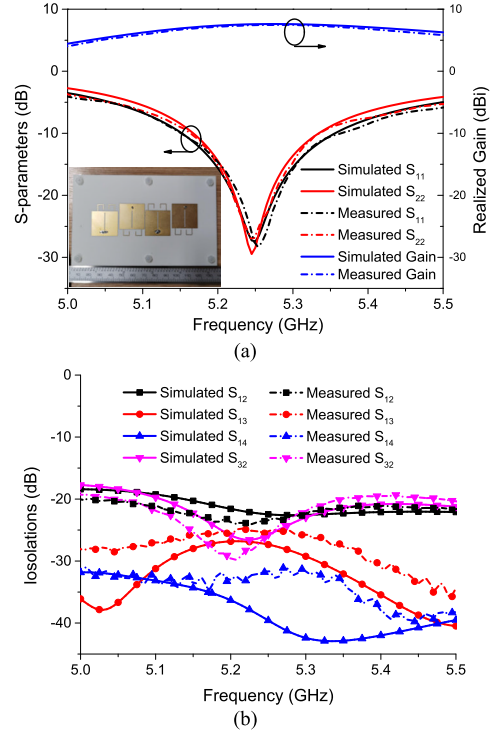 10
0
-10
-20
-30
S-parameters (dB)
10
0
-10
-20
-30
Realized Gain (dBi)
Simulated S11
Simulated S22
Measured S11
Measured S22
Simulated Gain
Measured Gain
5.0 5.1 5.2 5.3 5.4 5.5
Frequency (GHz)
(a)
0
-10
-20
-30
-40
Iosolations (dB)
Simulated S12
Simulated S13
Simulated S14
Simulated S32
Measured S12
Measured S13
Measured S14
Measured S32
5.0 5.1 5.2 5.3 5.4 5.5
Frequency (GHz)
(b)